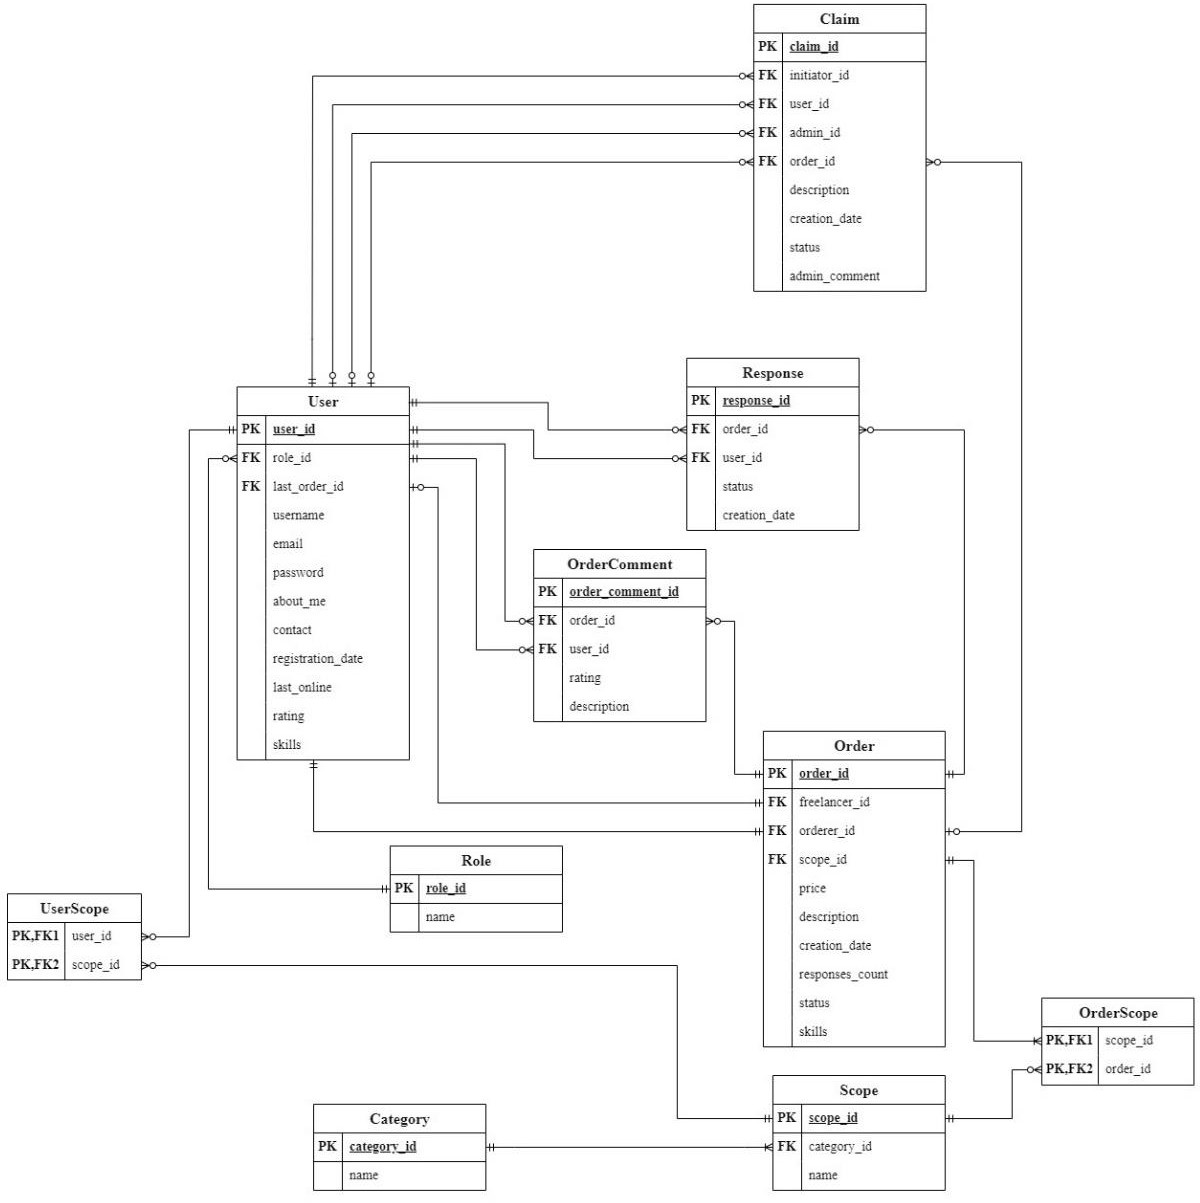 Claim
PK claim_id
FK initiator_id
FK user_id
FK admin_id
FK order_id
description
creation_date
status
admin_comment
Response
PK response_id
FK order_id
FK user_id
status
creation_date
User
PK user_id
FK role_id
FK last_order_id
username
email
password
about_me
contact
registration_date
last_online
rating
skills
OrderComment
PK order_comment_id
FK order_id
FK user_id
rating
description
Order
PK order_id
FK freelancer_id
FK orderer_id
FK scope_id
price
description
creation_date
responses_count
status
skills
Role
PK role_id
name
UserScope
PK,FK1 user_id
PK,FK2 scope_id
OrderScope
PK,FK1 scope_id
PK,FK2 order_id
Scope
PK scope_id
FK category_id
name
Category
PK category_id
name